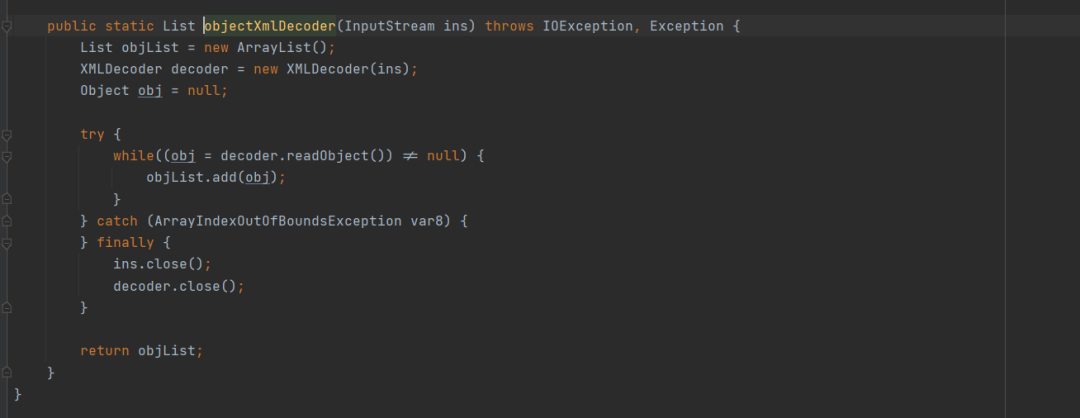 public static List objectXmlDecoder(InputStream ins) throws IOException, Exception {
List objList = new ArrayList();
XMLDecoder decoder = new XMLDecoder(ins);
Object obj = null;
try {
while((obj = decoder.readObject()) ≠ null) {
objList.add(obj);
}
} catch (ArrayIndexOutOfBoundsException var8) {
} finally {
ins.close();
decoder.close();
}
return objList;
}
}